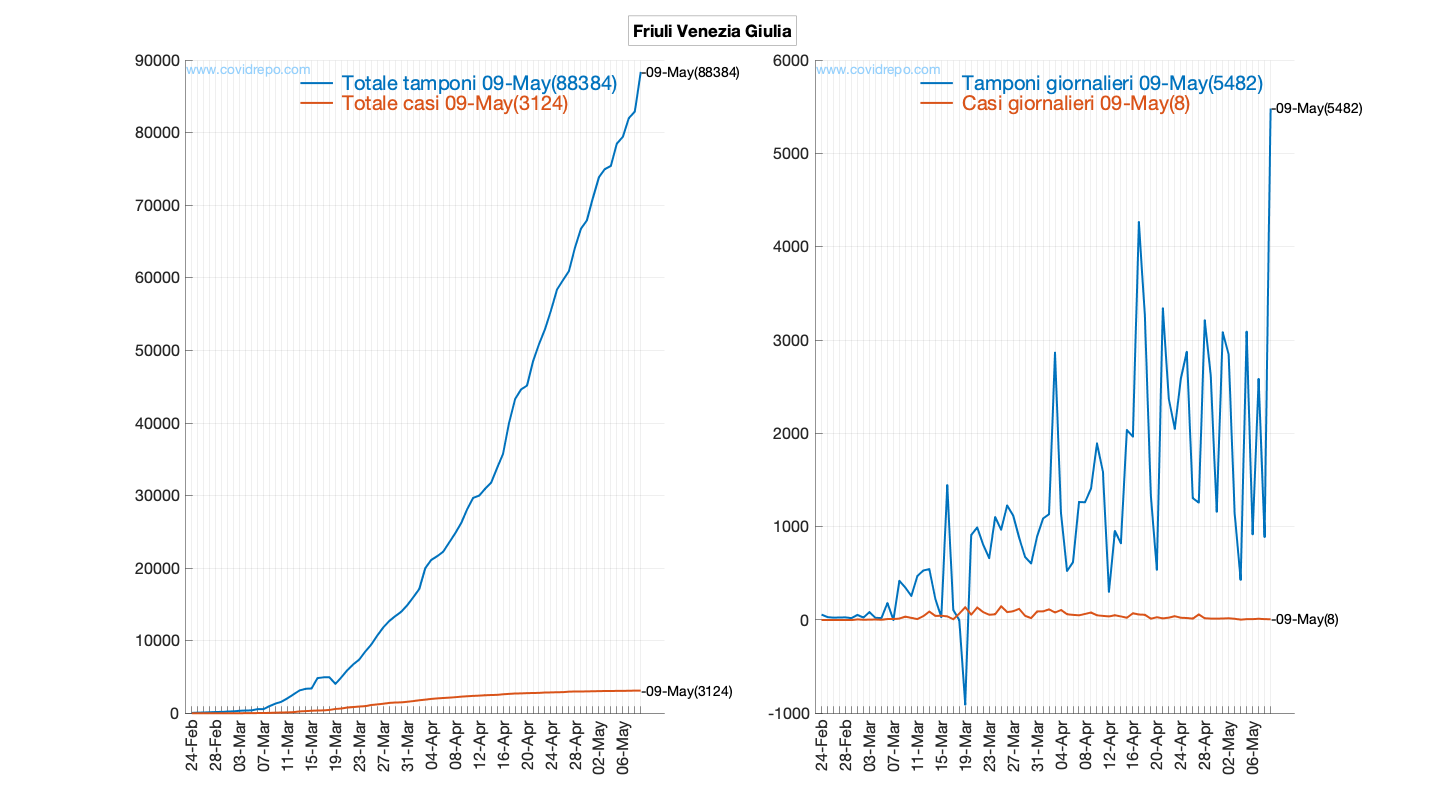 Friuli Venezia Giulia
www.covidrepo.com
Totale tamponi 09-May(88384)
Totale casi 09-May(3124)
-09-May(88384)
-09-May(3124)
90000
80000
70000
60000
50000
40000
30000
20000
10000
0
24-Feb
28-Feb
03-Mar
07-Mar
11-Mar
15-Mar
19-Mar
23-Mar
27-Mar
31-Mar
04-Apr
08-Apr
12-Apr
16-Apr
20-Apr
24-Apr
28-Apr
02-May
06-May
www.covidrepo.com
Tamponi giornalieri 09-May(5482)
Casi giornalieri 09-May(8)
-09-May(5482)
-09-May(8)
6000
5000
4000
3000
2000
1000
0
-1000
24-Feb
28-Feb
03-Mar
07-Mar
11-Mar
15-Mar
19-Mar
23-Mar
27-Mar
31-Mar
04-Apr
08-Apr
12-Apr
16-Apr
20-Apr
24-Apr
28-Apr
02-May
06-May